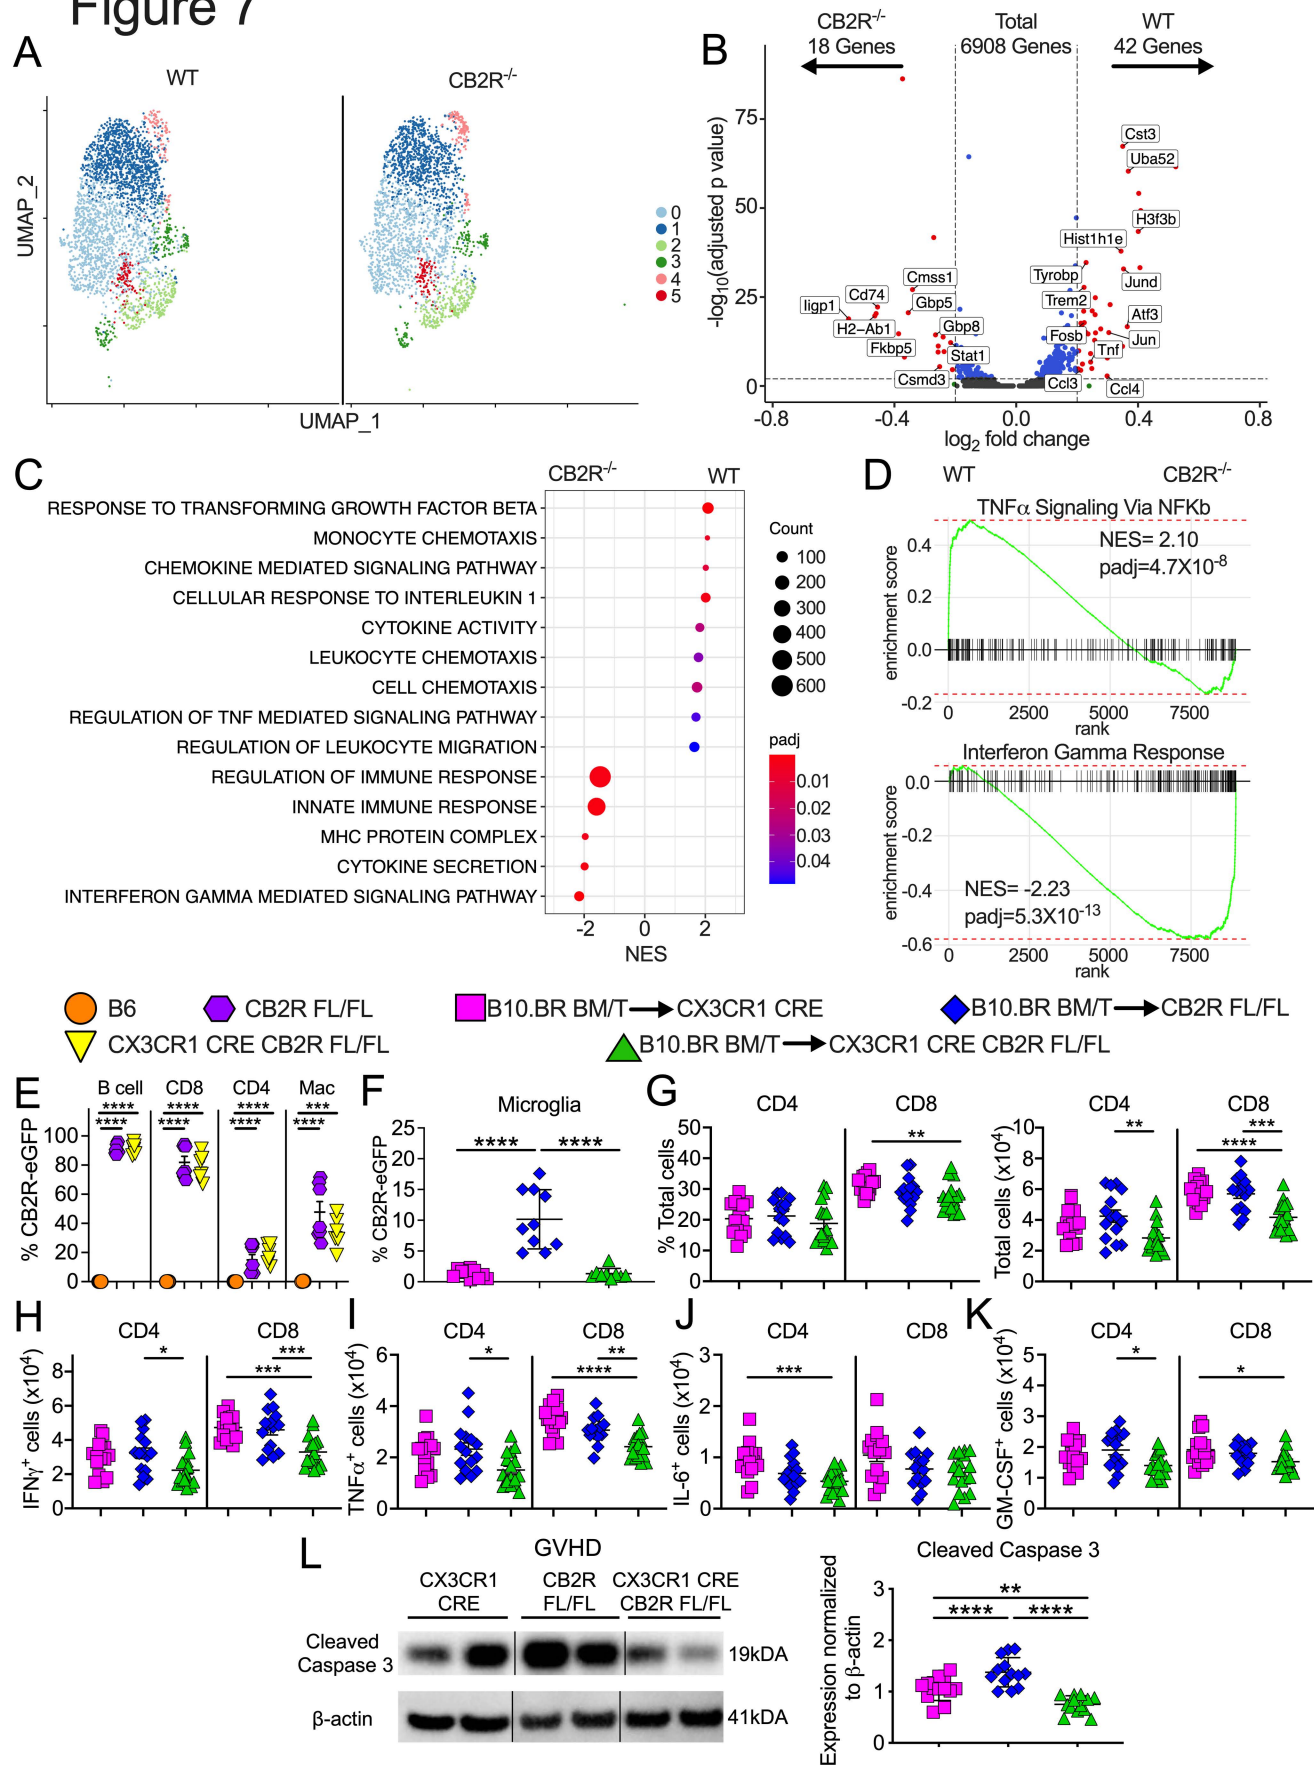 Figure 7
A
WT
CB2R-/-
UMAP_2
UMAP_1
0
1
2
3
4
5
B
CB2R-/-
18 Genes
Total
6908 Genes
WT
42 Genes
-log10(adjusted p value)
75
50
25
0
Cst3
Uba52
H3f3b
Hist1h1e
Tyrobp
Jund
Trem2
Atf3
Fosb
Jun
Tnf
Ccl3
Ccl4
Cmss1
Cd74
Iigp1
Gbp5
H2−Ab1
Gbp8
Fkbp5
Stat1
Csmd3
-0.8
-0.4
0.0
0.4
0.8
log2 fold change
C
CB2R-/-
WT
RESPONSE TO TRANSFORMING GROWTH FACTOR BETA
MONOCYTE CHEMOTAXIS
CHEMOKINE MEDIATED SIGNALING PATHWAY
CELLULAR RESPONSE TO INTERLEUKIN 1
CYTOKINE ACTIVITY
LEUKOCYTE CHEMOTAXIS
CELL CHEMOTAXIS
REGULATION OF TNF MEDIATED SIGNALING PATHWAY
REGULATION OF LEUKOCYTE MIGRATION
REGULATION OF IMMUNE RESPONSE
INNATE IMMUNE RESPONSE
MHC PROTEIN COMPLEX
CYTOKINE SECRETION
INTERFERON GAMMA MEDIATED SIGNALING PATHWAY
-2
0
2
NES
Count
100
200
300
400
500
600
padj
0.01
0.02
0.03
0.04
D
WT
CB2R-/-
TNFα Signaling Via NFKb
NES= 2.10
padj=4.7X10-8
enrichment score
0.4
0.2
0.0
-0.2
0
2500
5000
7500
rank
Interferon Gamma Response
NES= -2.23
padj=5.3X10-13
enrichment score
0.0
-0.2
-0.4
-0.6
0
2500
5000
7500
rank
B6
CB2R FL/FL
B10.BR BM/T→CX3CR1 CRE
B10.BR BM/T→CB2R FL/FL
CX3CR1 CRE CB2R FL/FL
B10.BR BM/T→CX3CR1 CRE CB2R FL/FL
E
B cell
CD8
CD4
Mac
**** **** **** ***
**** **** **** ****
% CB2R-eGFP
100
80
60
40
20
0
F
Microglia
**** ****
% CB2R-eGFP
25
20
15
10
5
0
G
CD4
CD8
**
% Total cells
50
40
30
20
10
0
CD4
CD8
** ***
****
Total cells (x104)
10
8
6
4
2
0
H
CD4
CD8
* ***
***
IFNγ+ cells (x104)
8
6
4
2
0
I
CD4
CD8
* **
****
TNFα+ cells (x104)
6
4
2
0
J
CD4
CD8
***
IL-6+ cells (x104)
3
2
1
0
K
CD4
CD8
*
*
GM-CSF+ cells (x104)
5
4
3
2
1
0
L
GVHD
CX3CR1
CRE
CB2R
FL/FL
CX3CR1 CRE
CB2R FL/FL
Cleaved
Caspase 3
19kDA
β-actin
41kDA
Cleaved Caspase 3
**
**** ****
Expression normalized
to β-actin
3
2
1
0